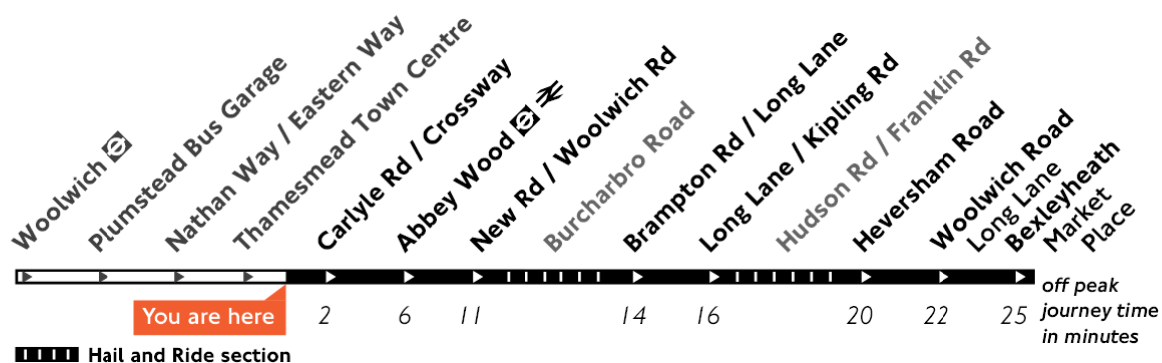 Woolwich
Plumstead Bus Garage
Nathan Way / Eastern Way
Thamesmead Town Centre
Carlyle Rd / Crossway
Abbey Wood
New Rd / Woolwich Rd
Burcharbro Road
Brampton Rd / Long Lane
Long Lane / Kipling Rd
Hudson Rd / Franklin Rd
Heversham Road
Woolwich Road
Long Lane
Bexleyheath
Market
Place
You are here
2 6 11 14 16 20 22 25
off peak
journey time
in minutes
Hail and Ride section